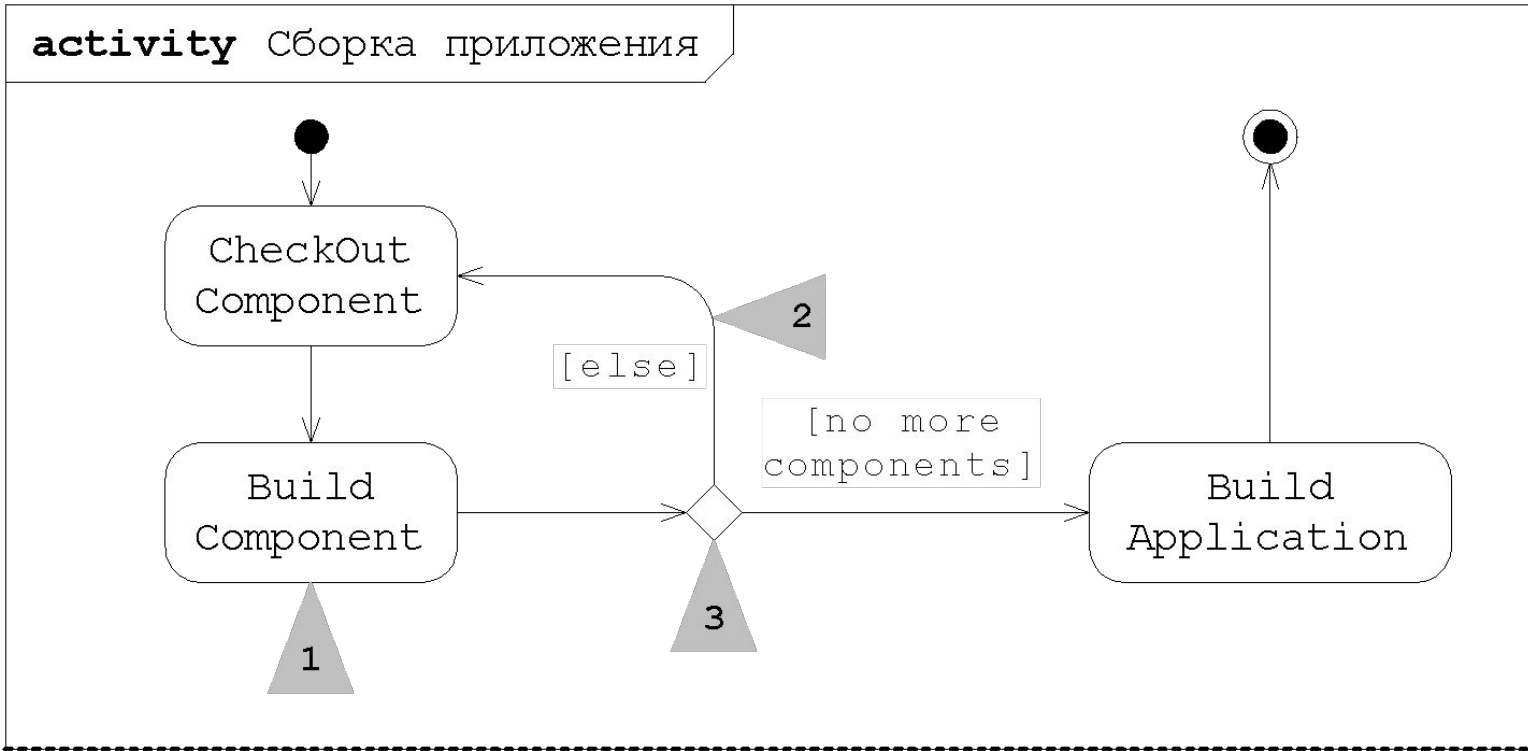 activity Сборка приложения
CheckOut
Component
2
[else]
[no more
components]
Build
Component
Build
Application
3
1